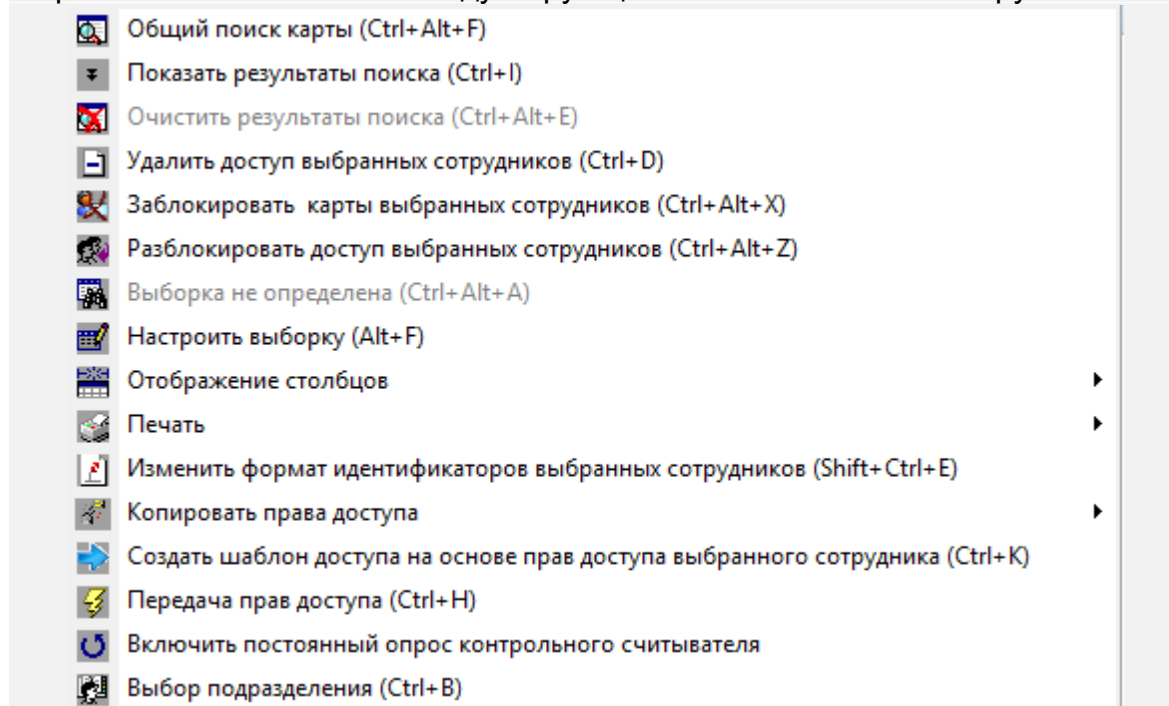 Общий поиск карты (Ctrl+Alt+F)
Показать результаты поиска (Ctrl+I)
Очистить результаты поиска (Ctrl+Alt+E)
Удалить доступ выбранных сотрудников (Ctrl+D)
Заблокировать  карты выбранных сотрудников (Ctrl+Alt+X)
Разблокировать доступ выбранных сотрудников (Ctrl+Alt+Z)
Выборка не определена (Ctrl+Alt+A)
Настроить выборку (Alt+F)
Отображение столбцов
Печать
Изменить формат идентификаторов выбранных сотрудников (Shift+Ctrl+E)
Копировать права доступа
Создать шаблон доступа на основе прав доступа выбранного сотрудника (Ctrl+K)
Передача прав доступа (Ctrl+H)
Включить постоянный опрос контрольного считывателя
Выбор подразделения (Ctrl+B)